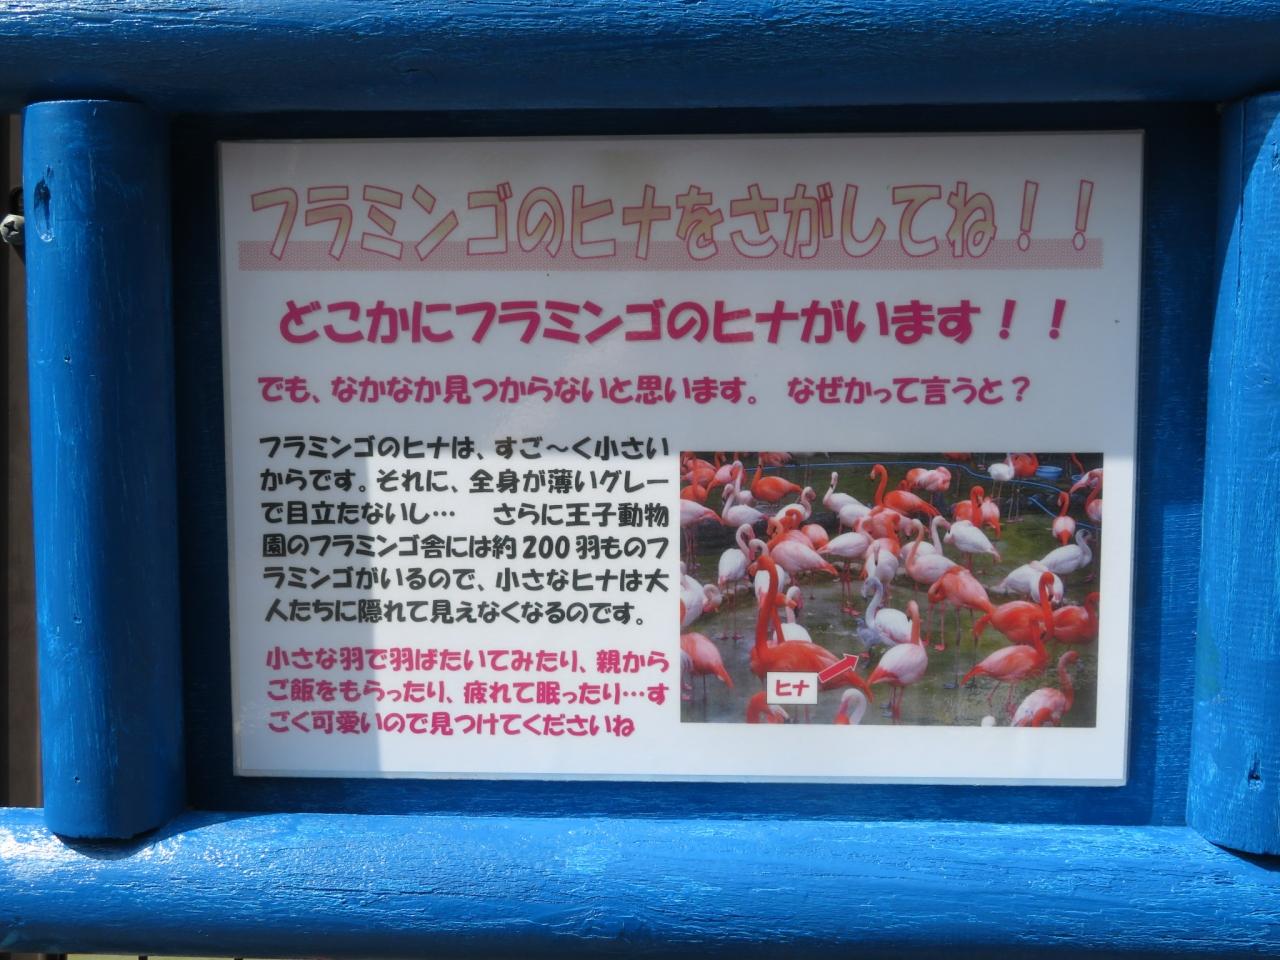 フラミンゴのヒナをさがしてね！！
どこかにフラミンゴのヒナがいます！！
でも、なかなか見つからないと思います。 なぜかって言うと？
フラミンゴのヒナは、すご～く小さい
からです。それに、全身が薄いグレー
で目立たないし… さらに王子動物
園のフラミンゴ舎には約200羽ものフ
ラミンゴがいるので、小さなヒナは大
人たちに隠れて見えなくなるのです。
小さな羽で羽ばたいてみたり、親から
ご飯をもらったり、疲れて眠ったり…す
ごく可愛いので見つけてくださいね
ヒナ